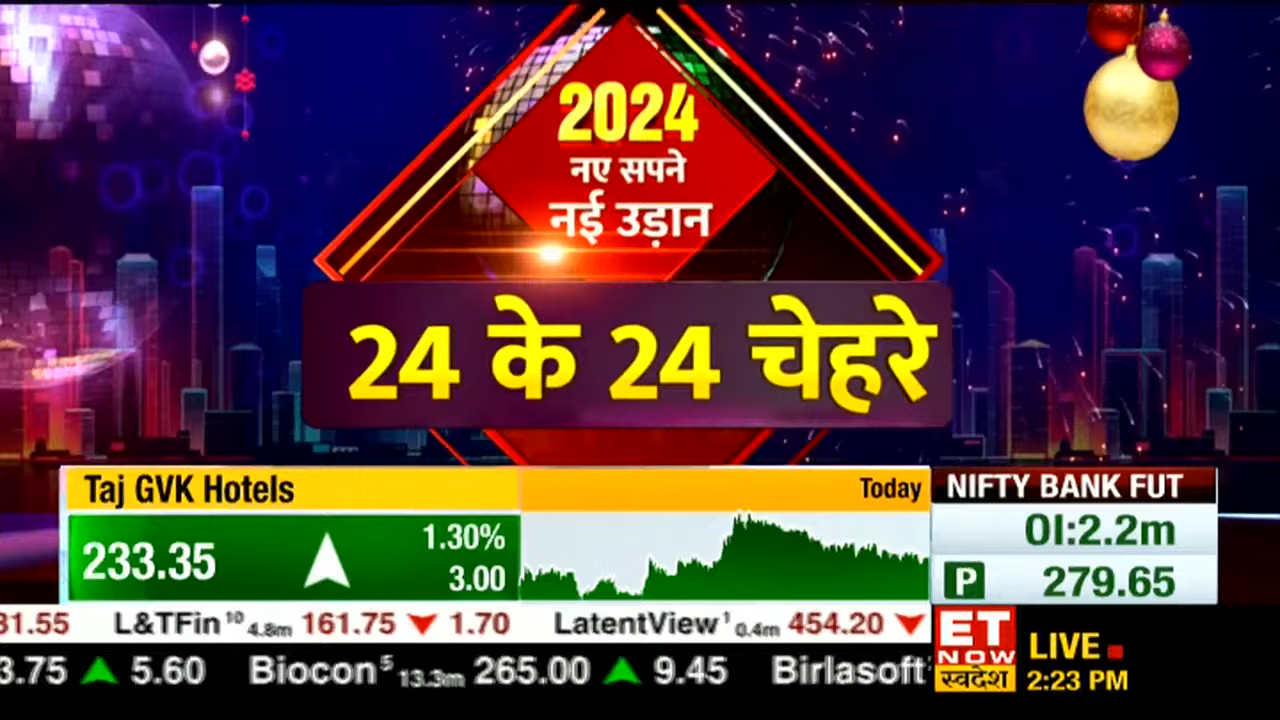 2024
नए सपने
नई उड़ान
24 के 24 चेहरे
Taj GVK Hotels
Today
233.35
1.30%
3.00
NIFTY BANK FUT
OI:2.2m
P 279.65
31.55 L&TFin 10 4.8m 161.75 ▼ 1.70 LatentView 1 0.4m 454.20 ▼
3.75 ▲ 5.60 Biocon 5 13.3m 265.00 ▲ 9.45 Birlasoft
ET
NOW
स्वदेश
LIVE
2:23 PM